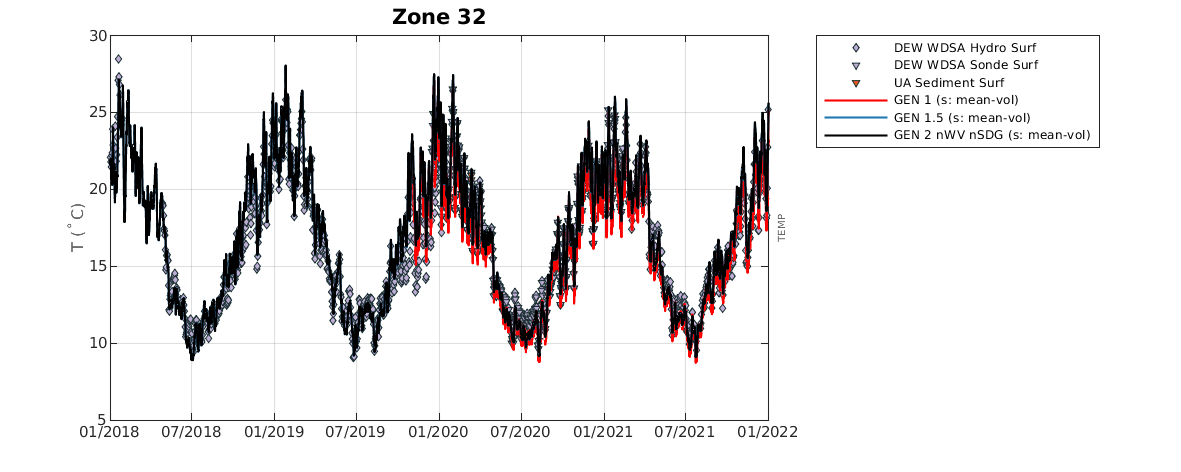 Zone 32
30
25
20
15
10
5
T (°C)
01/2018 07/2018 01/2019 07/2019 01/2020 07/2020 01/2021 07/2021 01/2022
TEMP
DEW WDSA Hydro Surf
DEW WDSA Sonde Surf
UA Sediment Surf
GEN 1 (s: mean-vol)
GEN 1.5 (s: mean-vol)
GEN 2 nWV nSDG (s: mean-vol)